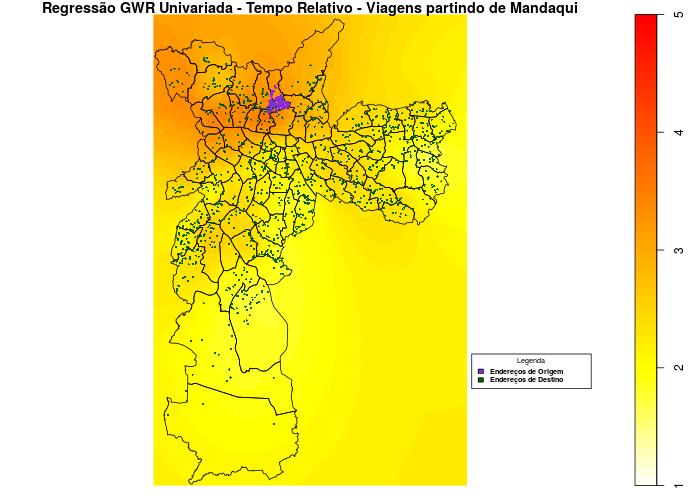 Regressão GWR Univariada - Tempo Relativo - Viagens partindo de Mandaqui
5
4
3
2
1
Legenda
Endereços de Origem
Endereços de Destino